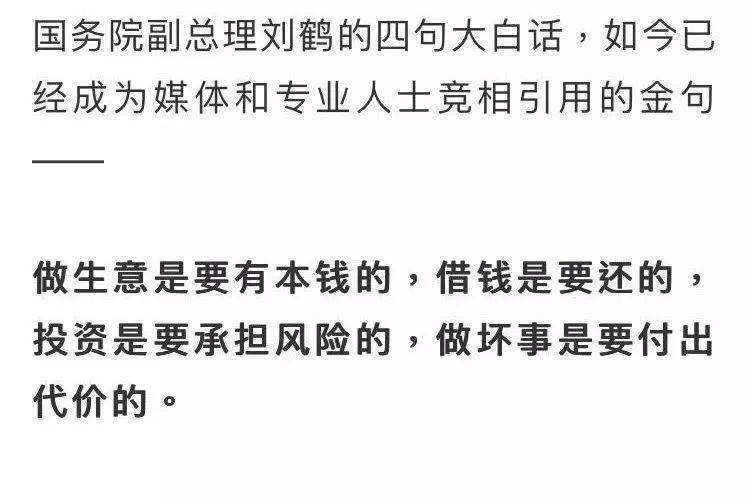 国务院副总理刘鹤的四句大白话，如今已
经成为媒体和专业人士竞相引用的金句
——
做生意是要有本钱的，借钱是要还的，
投资是要承担风险的，做坏事是要付出
代价的。